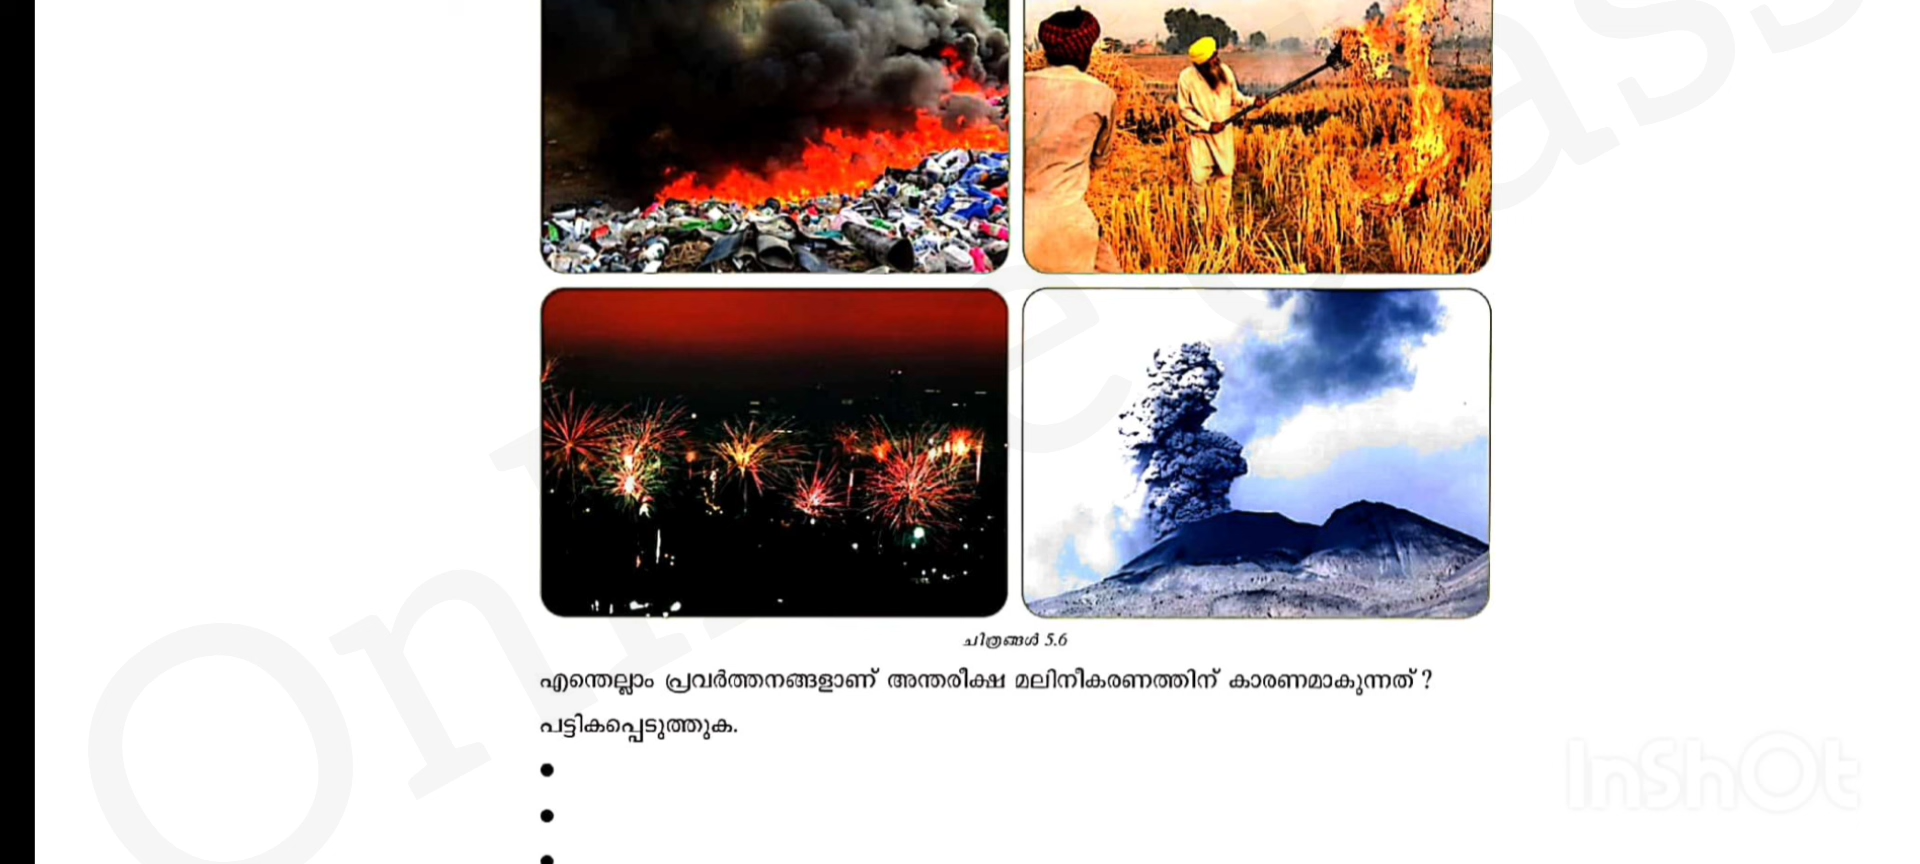 ചിത്രങ്ങൾ 5.6
എന്തെല്ലാം പ്രവർത്തനങ്ങളാണ് അന്തരീക്ഷ മലിനീകരണത്തിന് കാരണമാകുന്നത് ?
പട്ടികപ്പെടുത്തുക.
InShOt